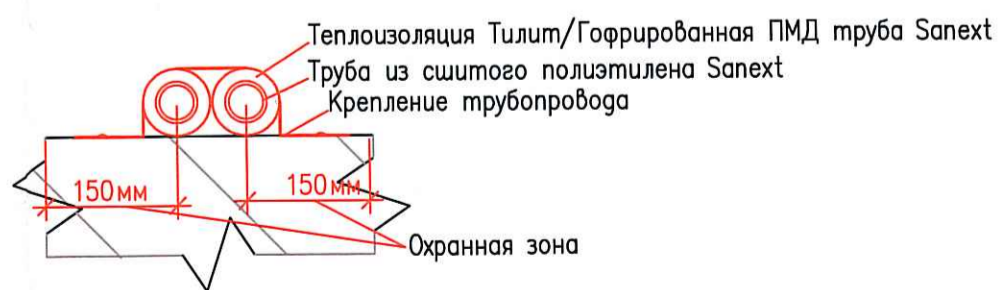 Теплоизоляция Тилит/Гофрированная ПМД труба Sanext
Труба из сшитого полиэтилена Sanext
Крепление трубопровода
150мм
150мм
Охранная зона